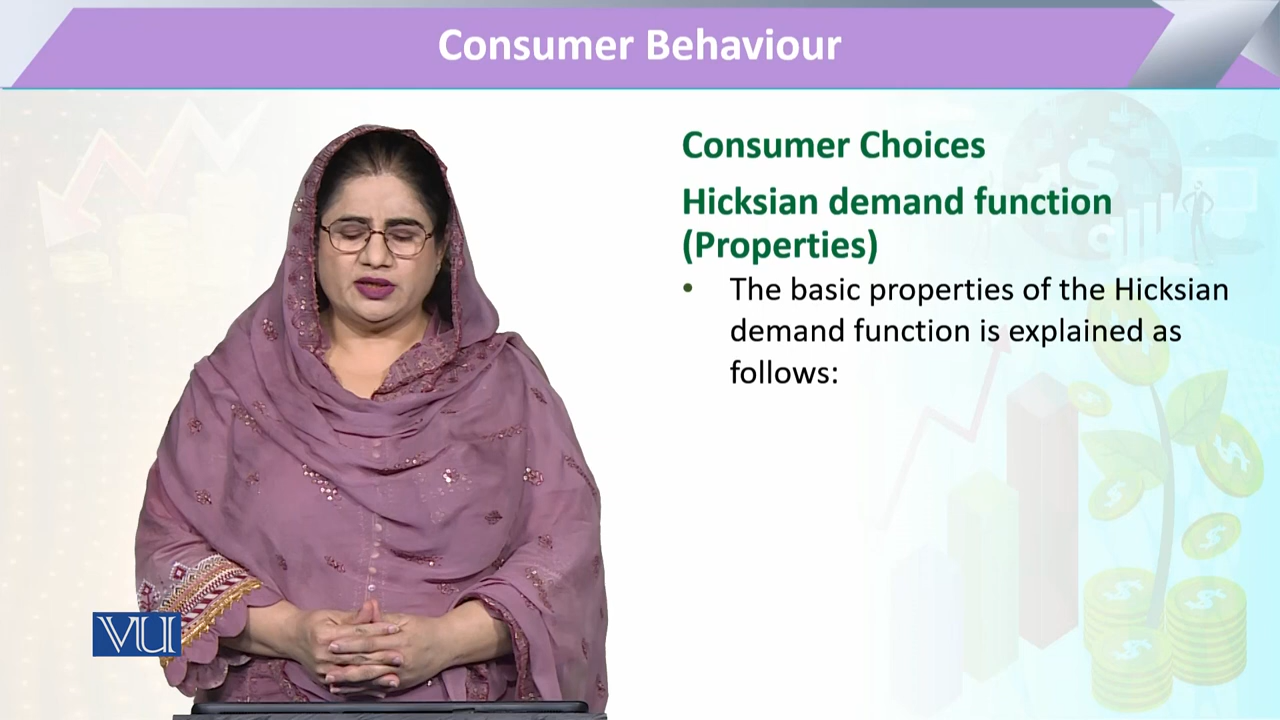 Consumer Behaviour
Consumer Choices
Hicksian demand function
(Properties)
• The basic properties of the Hicksian
demand function is explained as
follows:
VU